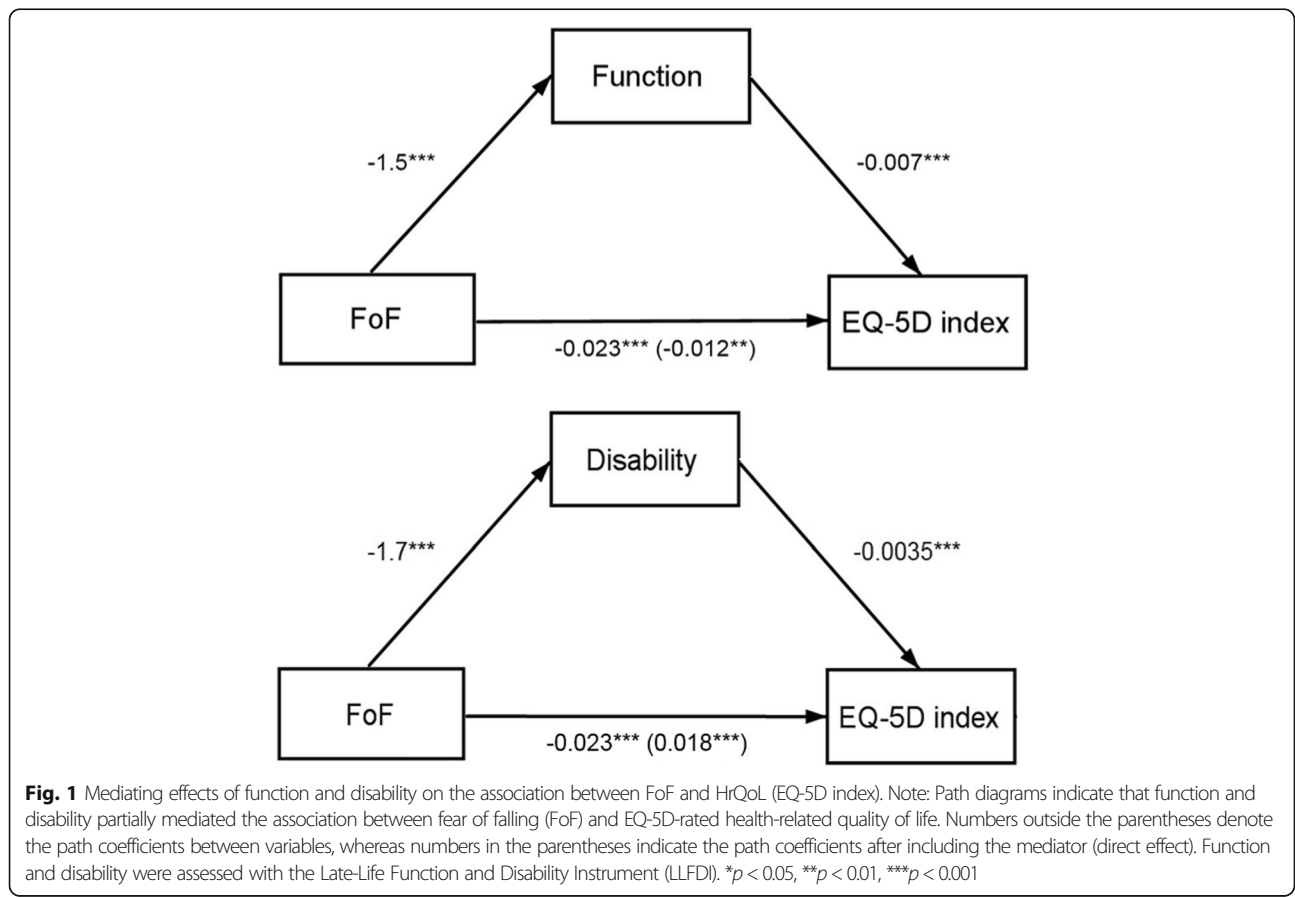 Function
-1.5***
-0.007***
FoF
EQ-5D index
-0.023*** (-0.012**)
Disability
-1.7***
-0.0035***
FoF
EQ-5D index
-0.023*** (0.018***)
Fig. 1 Mediating effects of function and disability on the association between FoF and HrQoL (EQ-5D index). Note: Path diagrams indicate that function and
disability partially mediated the association between fear of falling (FoF) and EQ-5D-rated health-related quality of life. Numbers outside the parentheses denote
the path coefficients between variables, whereas numbers in the parentheses indicate the path coefficients after including the mediator (direct effect). Function
and disability were assessed with the Late-Life Function and Disability Instrument (LLFDI). *p < 0.05, **p < 0.01, ***p < 0.001